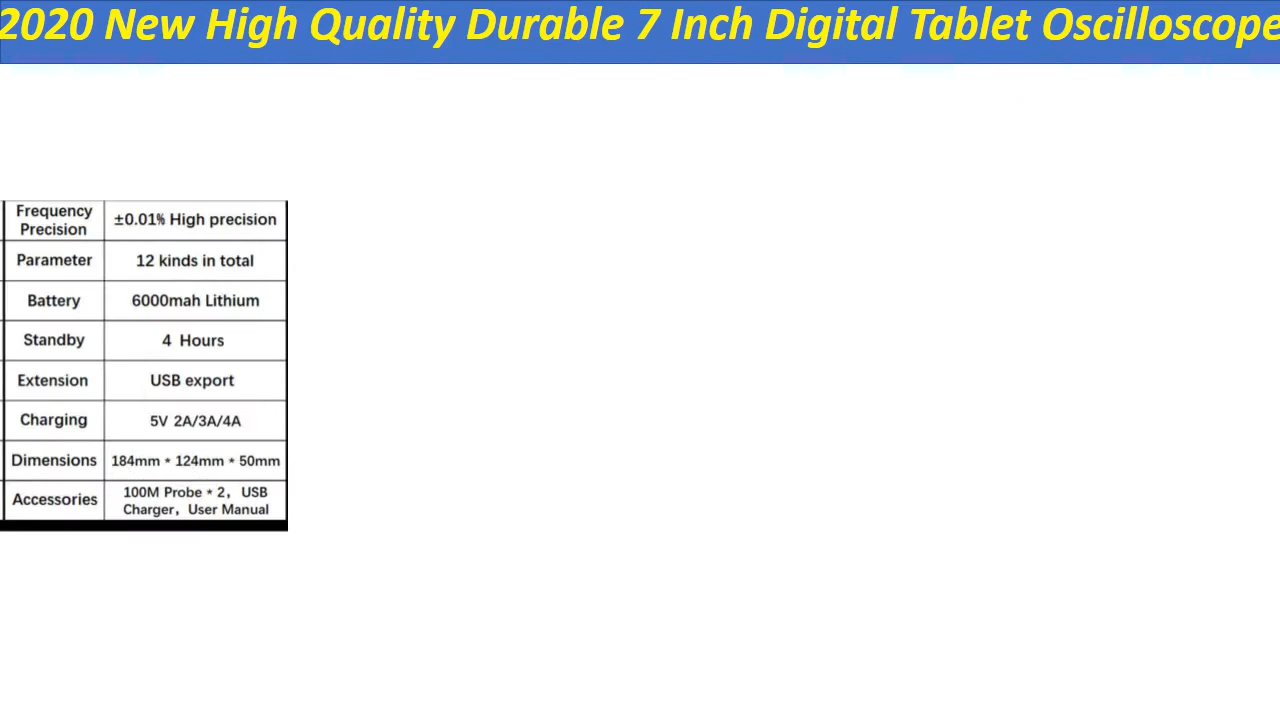 2020 New High Quality Durable 7 Inch Digital Tablet Oscilloscope
Frequency
Precision
±0.01% High precision
Parameter
12 kinds in total
Battery
6000mah Lithium
Standby
4 Hours
Extension
USB export
Charging
5V 2A/3A/4A
Dimensions
184mm * 124mm * 50mm
Accessories
100M Probe * 2, USB
Charger, User Manual